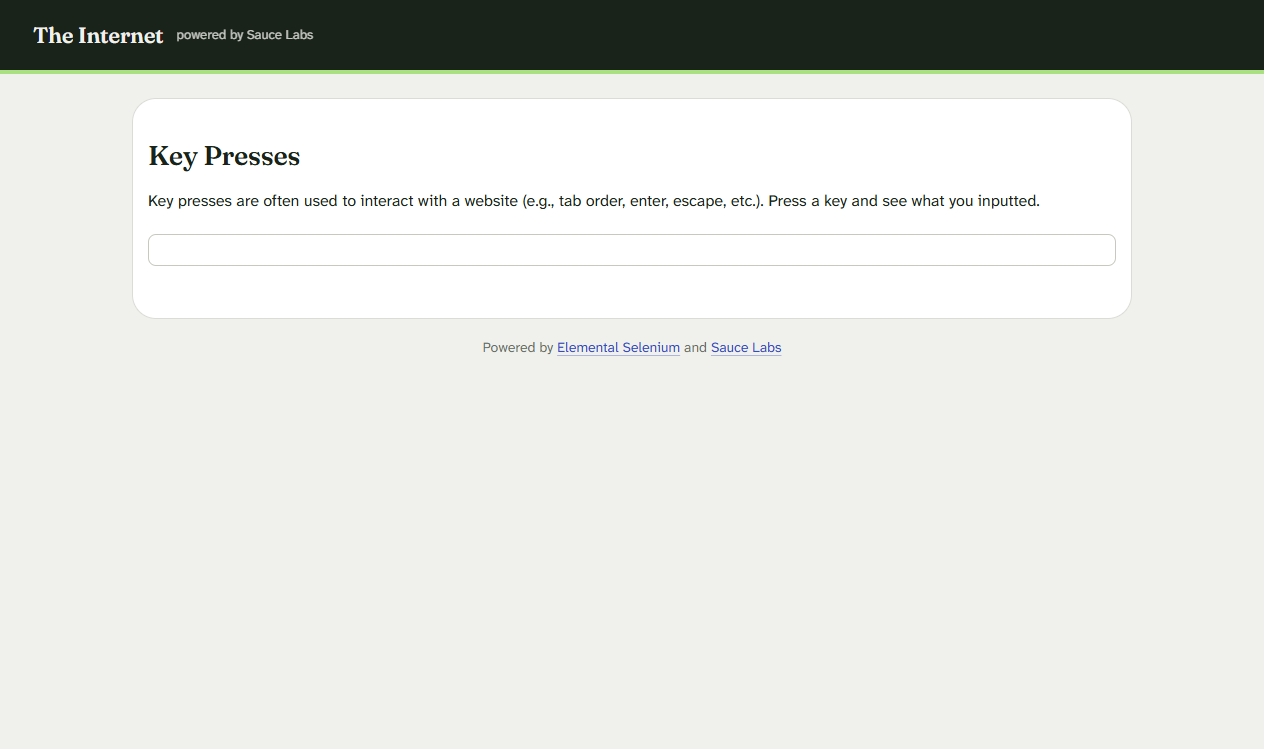 The Internet powered by Sauce Labs
Key Presses
Key presses are often used to interact with a website (e.g., tab order, enter, escape, etc.). Press a key and see what you inputted.
Powered by Elemental Selenium and Sauce Labs